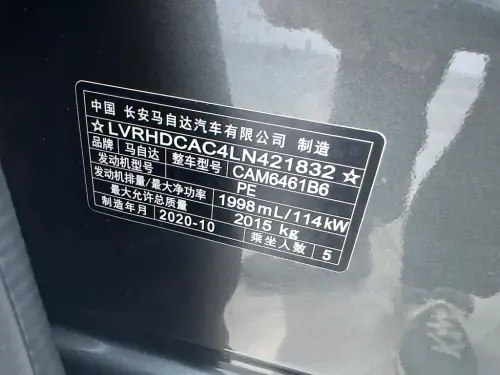 中国 长安马自达汽车有限公司 制造
☆LVRHDCAC4LN421832☆
品牌 马自达 整车型号 CAM6461B6
发动机型号 PE
发动机排量/最大净功率 1998mL/114kW
最大允许总质量 2015 kg
制造年月 2020-10 乘坐人数 5